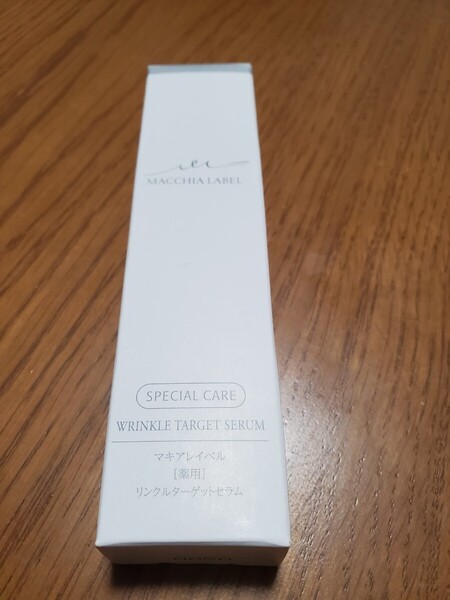 MACCHIA LABEL
SPECIAL CARE
WRINKLE TARGET SERUM
マキアレイベル
[薬用]
リンクルターゲットセラム